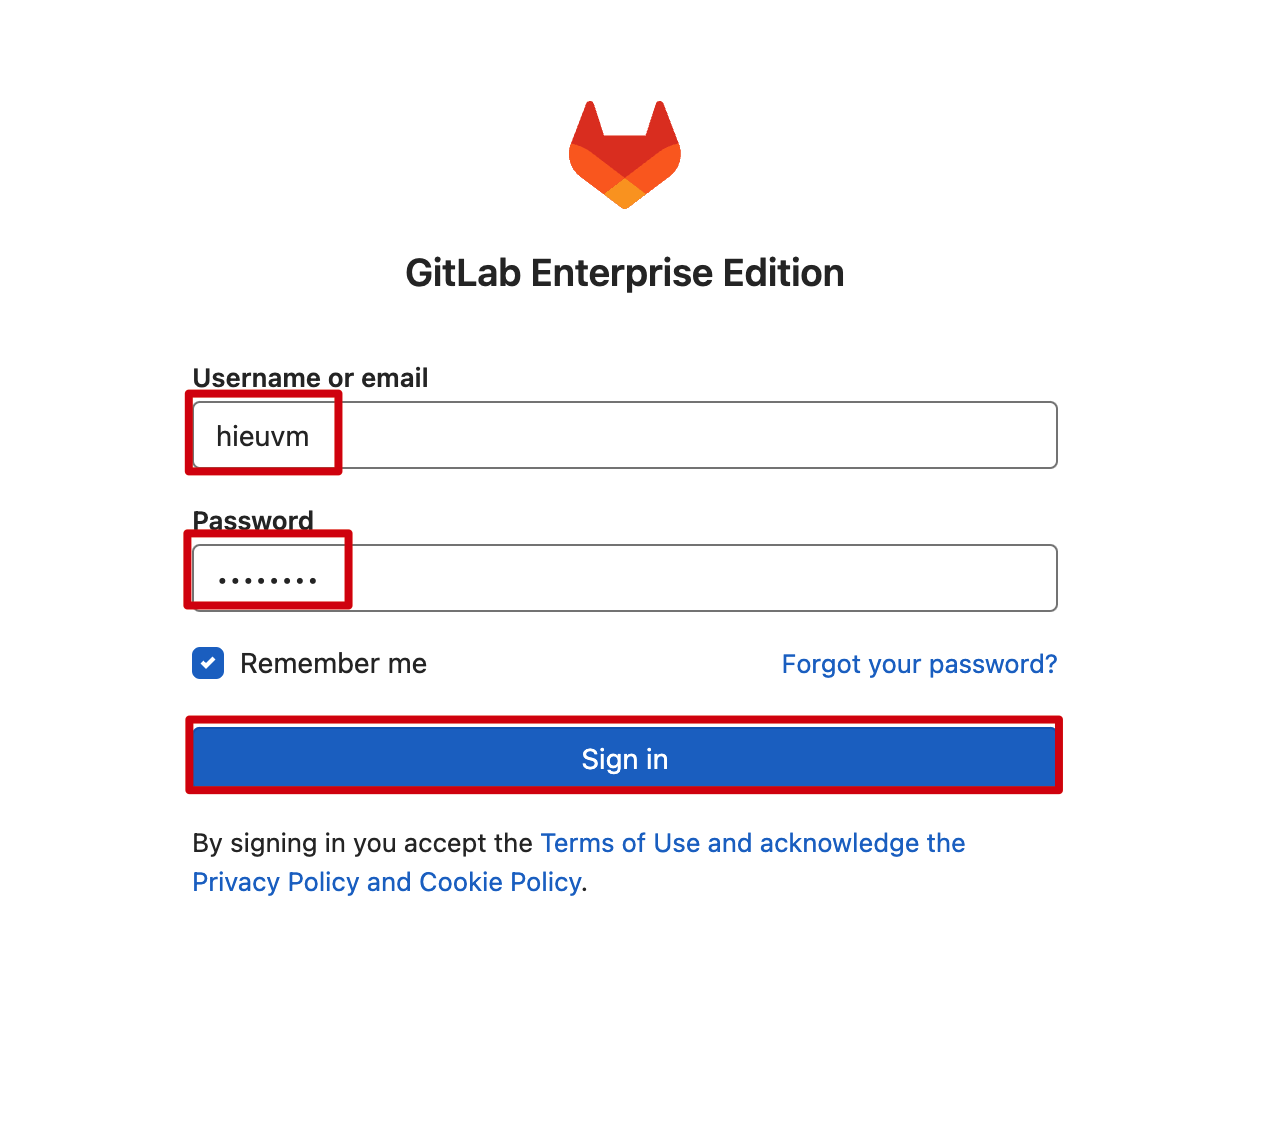 GitLab Enterprise Edition
Username or email
hieuvm
Password
••••••••
Remember me
Forgot your password?
Sign in
By signing in you accept the Terms of Use and acknowledge the
Privacy Policy and Cookie Policy.